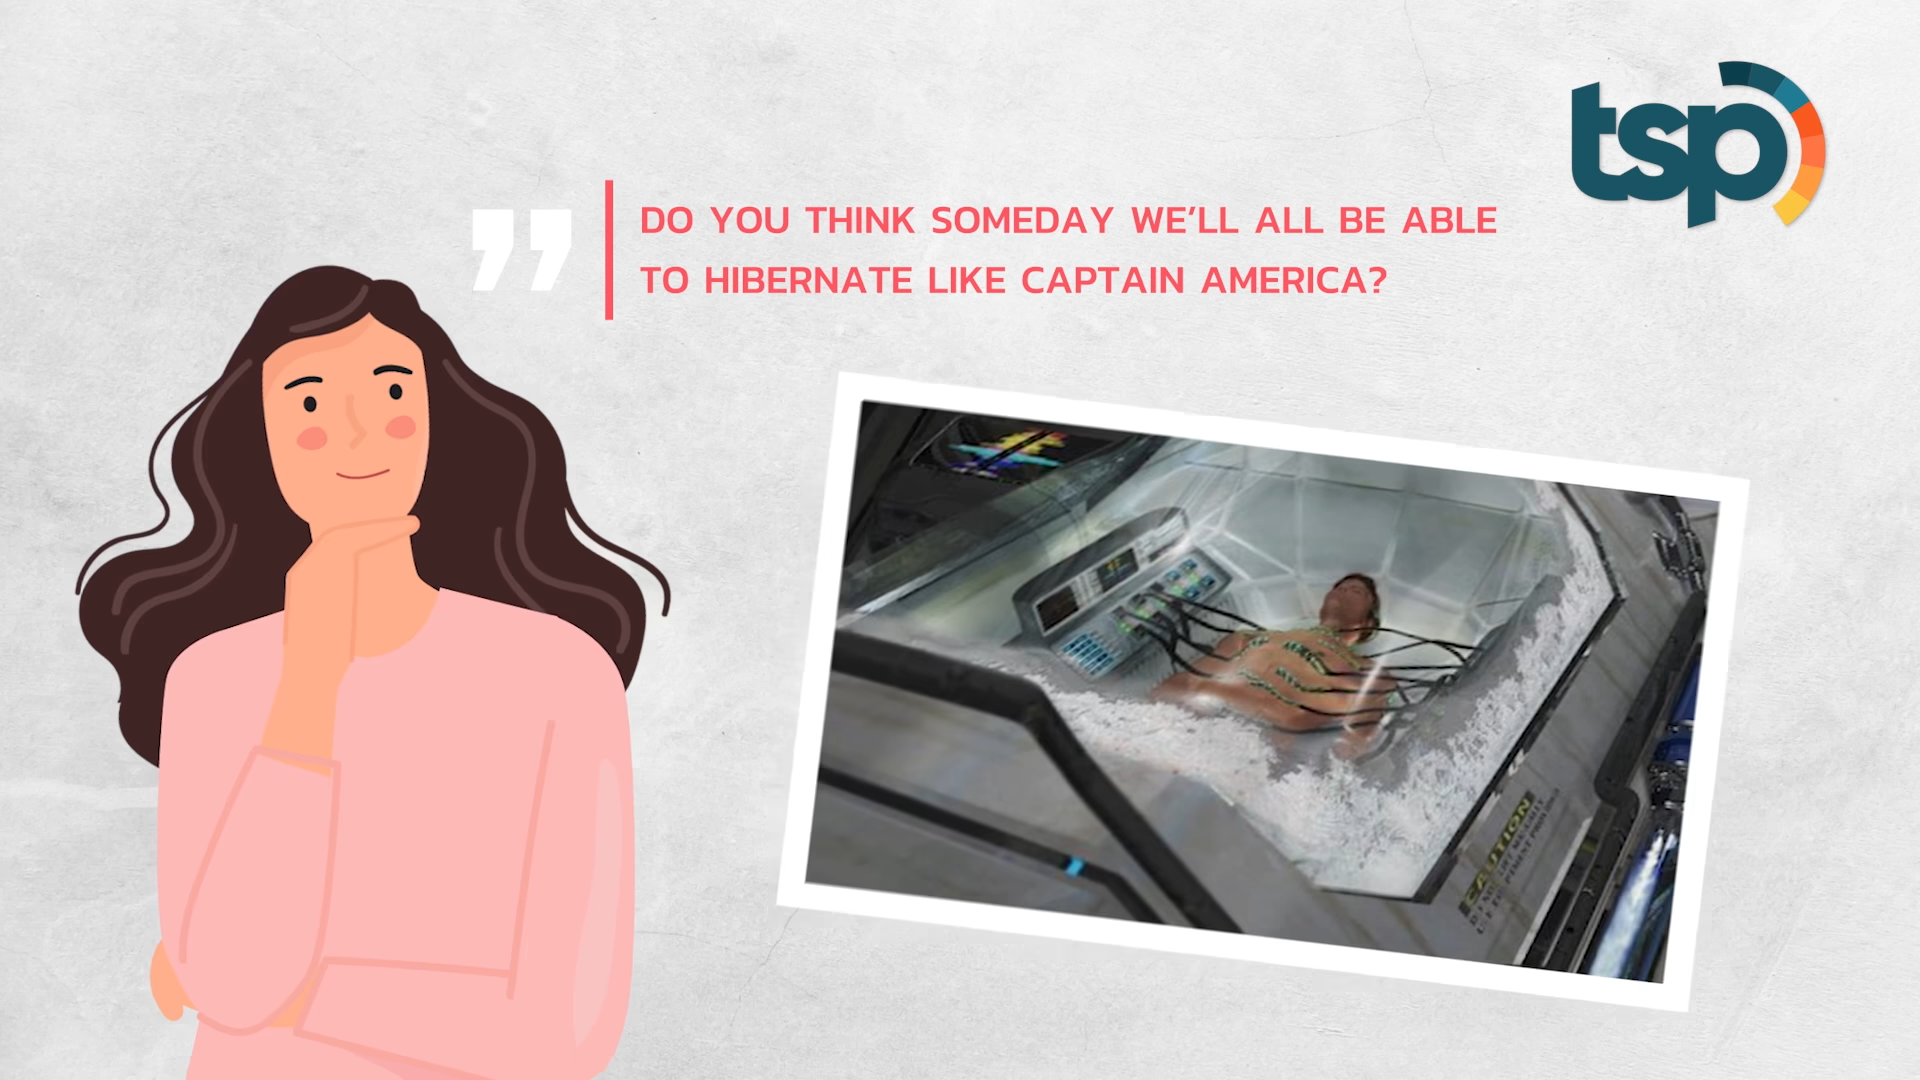 tsp
DO YOU THINK SOMEDAY WE’LL ALL BE ABLE
TO HIBERNATE LIKE CAPTAIN AMERICA?
CAUTION